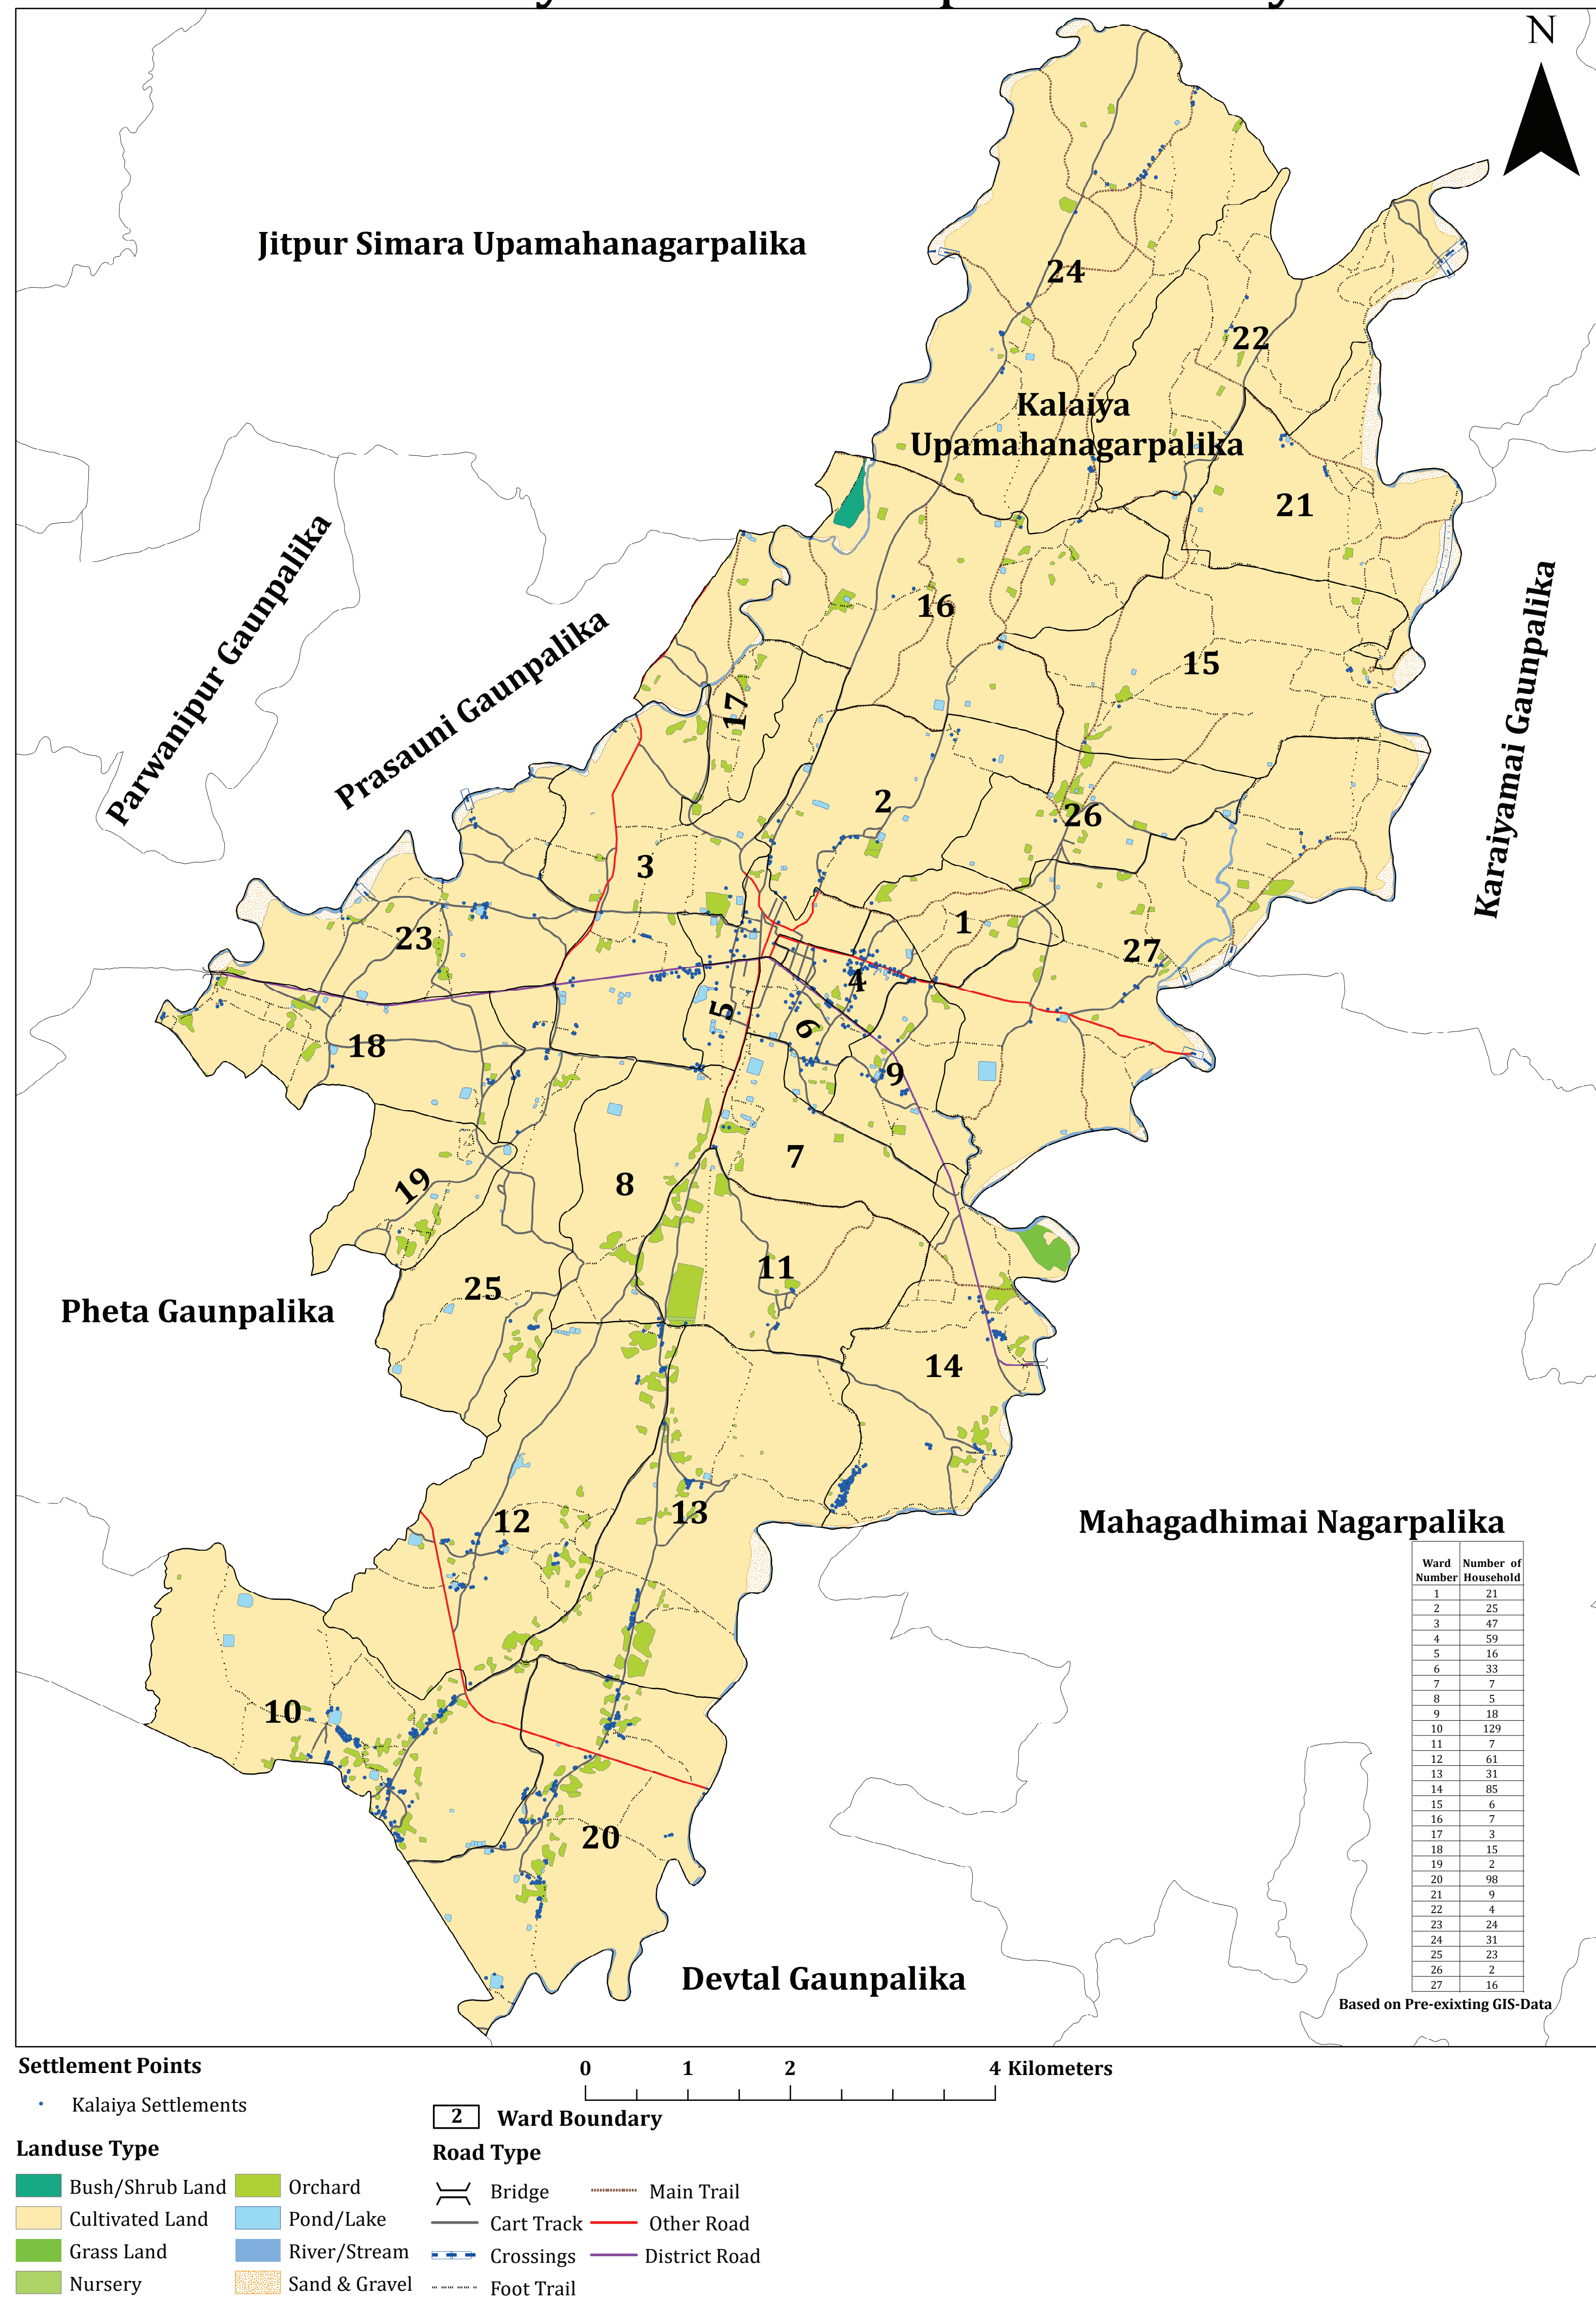 N
Jitpur Simara Upamahanagarpalika
24
22
Kalaiya
Upamahanagarpalika
21
Parwanipur Gaunpalika
Prasauni Gaunpalika
Karaiyamai Gaunpalika
16
15
17
2
26
3
1
23
27
4
5
6
18
9
7
19
8
11
25
Pheta Gaunpalika
14
13
12
Mahagadhimai Nagarpalika
10
20
Devtal Gaunpalika
Ward Number Number of Household
1 21
2 25
3 47
4 59
5 16
6 33
7 7
8 5
9 18
10 129
11 7
12 61
13 31
14 85
15 6
16 7
17 3
18 15
19 2
20 98
21 9
22 4
23 24
24 31
25 23
26 2
27 16
Based on Pre-exixting GIS-Data
Settlement Points
Kalaiya Settlements
0 1 2 4 Kilometers
2 Ward Boundary
Landuse Type
Bush/Shrub Land
Cultivated Land
Grass Land
Nursery
Orchard
Pond/Lake
River/Stream
Sand & Gravel
Road Type
Bridge
Cart Track
Crossings
Foot Trail
Main Trail
Other Road
District Road